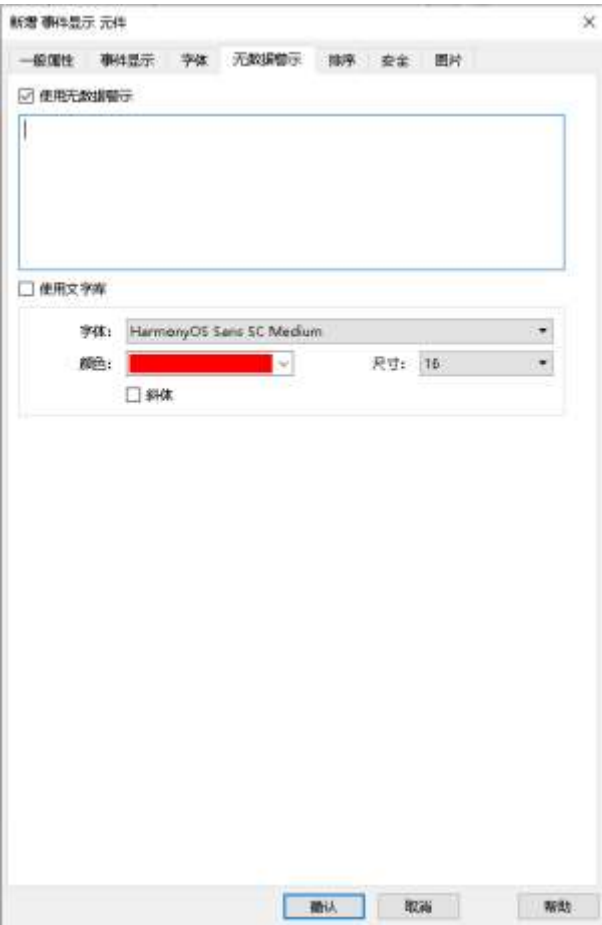 新增 事件显示 元件
一般属性 事件显示 字体 无数据警示 排序 安全 图片
使用无数据警示
使用文字库
字体: HarmonyOS Sans SC Medium
颜色: 尺寸: 16
斜体
确认 取消 帮助